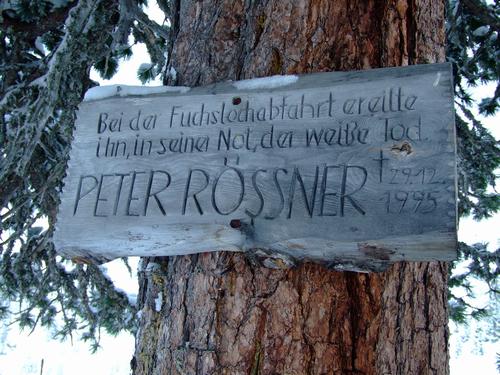 Bei der Fuchslochabfahrt ereilte
ihn, in seiner Not, der weiße Tod.
PETER RÖSSNER † 29.12.
1995